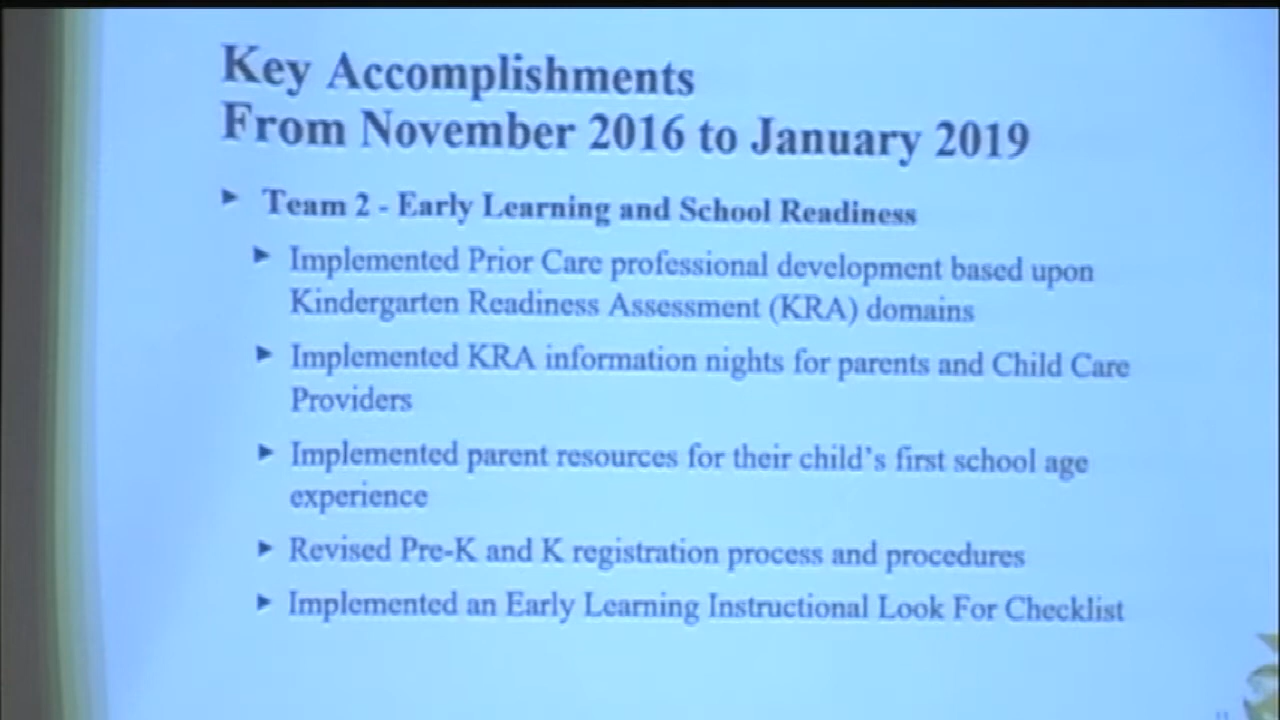 Key Accomplishments
From November 2016 to January 2019
Team 2 - Early Learning and School Readiness
Implemented Prior Care professional development based upon
Kindergarten Readiness Assessment (KRA) domains
Implemented KRA information nights for parents and Child Care
Providers
Implemented parent resources for their child's first school age
experience
Revised Pre-K and K registration process and procedures
Implemented an Early Learning Instructional Look For Checklist